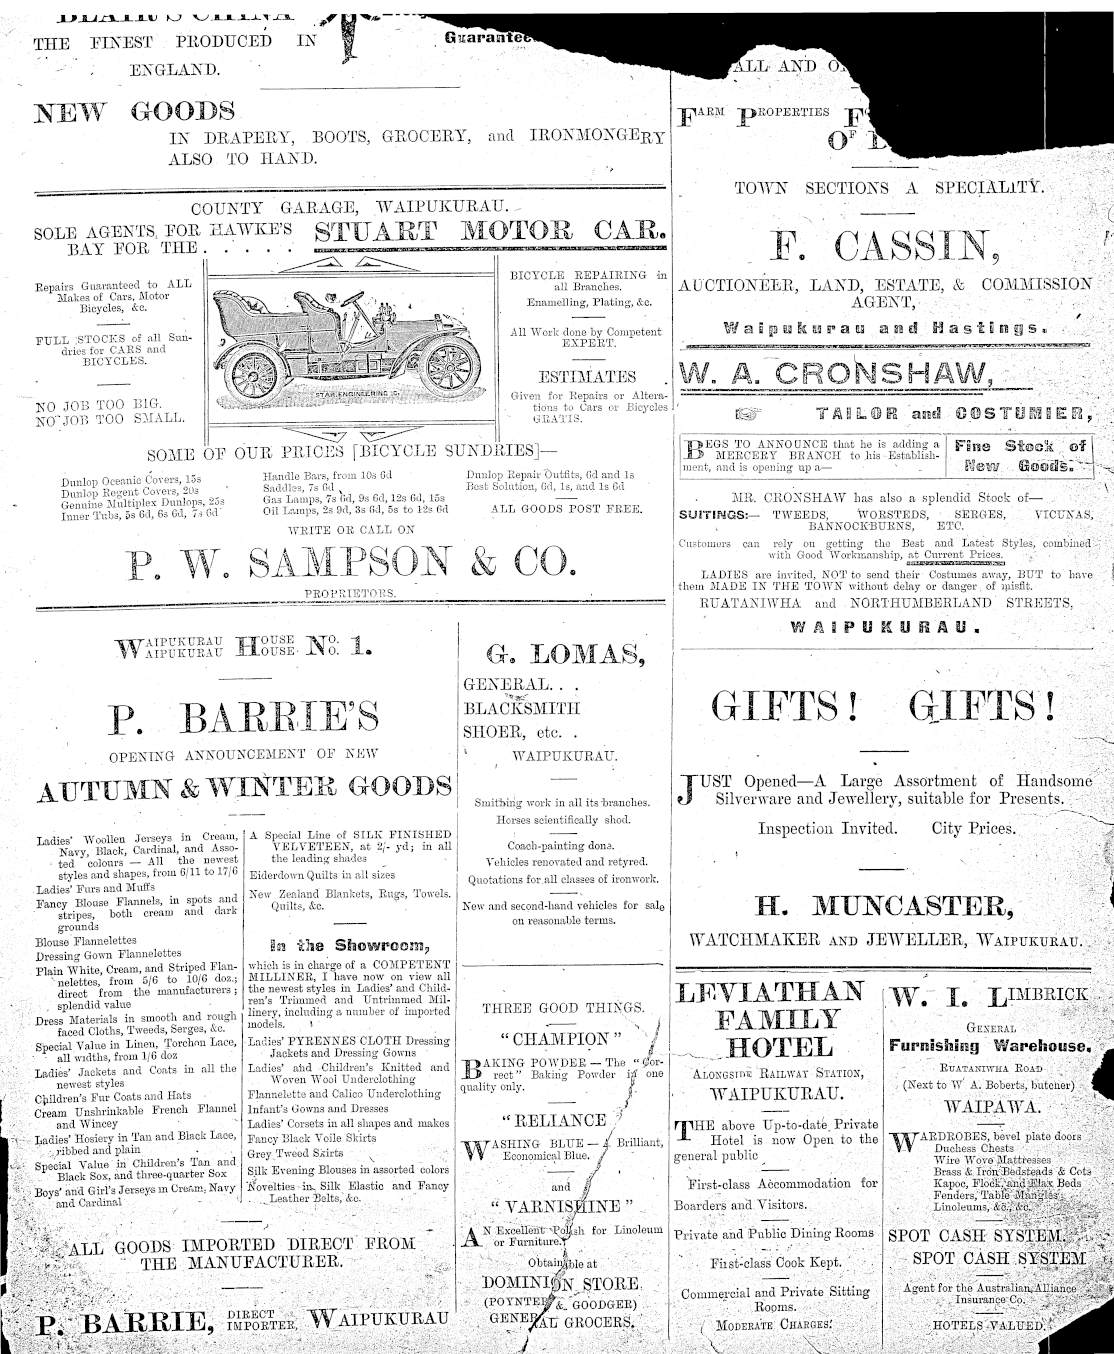 BLAIR'S CHINA
THE FINEST PRODUCED IN
ENGLAND.
Guarantee
NEW GOODS
IN DRAPERY, BOOTS, GROCERY, and IRONMONGERY
ALSO TO HAND.
COUNTY GARAGE, WAIPUKURAU.
SOLE AGENTS FOR HAWKE'S
BAY FOR THE . . . . .
STUART MOTOR CAR.
Repairs Guaranteed to ALL
Makes of Cars, Motor
Bicycles, &c.
FULL STOCKS of all Sun-
dries for CARS and
BICYCLES.
NO JOB TOO BIG.
NO JOB TOO SMALL.
STAR ENGINEERING Co.
BICYCLE REPAIRING in
all Branches.
Enamelling, Plating, &c.
All Work done by Competent
EXPERT.
ESTIMATES
Given for Repairs or Altera-
tions to Cars or Bicycles
GRATIS.
SOME OF OUR PRICES [BICYCLE SUNDRIES]—
Dunlop Oceanic Covers, 15s
Dunlop Regent Covers, 20s
Genuine Multiplex Dunlops, 25s
Inner Tubs, 5s 6d, 6s 6d, 7s 6d
Handle Bars, from 10s 6d
Saddles, 7s 6d
Gas Lamps, 7s 6d, 9s 6d, 12s 6d, 15s
Oil Lamps, 2s 9d, 3s 6d, 5s to 12s 6d
Dunlop Repair Outfits, 6d and 1s
Best Solution, 6d, 1s, and 1s 6d
ALL GOODS POST FREE.
WRITE OR CALL ON
P. W. SAMPSON & CO.
PROPRIETORS.
WAIPUKURAU HOUSE NO. 1.
WAIPUKURAU HOUSE NO.
P. BARRIE'S
OPENING ANNOUNCEMENT OF NEW
AUTUMN & WINTER GOODS
Ladies' Woollen Jerseys in Cream,
Navy, Black, Cardinal, and Asso-
ted colours — All the newest
styles and shapes, from 6/11 to 17/6
Ladies' Furs and Muffs
Fancy Blouse Flannels, in spots and
stripes, both cream and dark
grounds
Blouse Flannelettes
Dressing Gown Flannelettes
Plain White, Cream, and Striped Flan-
nelettes, from 5/6 to 10/6 doz.;
direct from the manufacturers;
splendid value
Dress Materials in smooth and rough
faced Cloths, Tweeds, Serges, &c.
Special Value in Linen, Torchon Lace,
all widths, from 1/6 doz
Ladies' Jackets and Coats in all the
newest styles
Children's Fur Coats and Hats
Cream Unshrinkable French Flannel
and Wincey
Ladies' Hosiery in Tan and Black Lace,
ribbed and plain
Special Value in Children's Tan and
Black Sox, and three-quarter Sox
Boys' and Girl's Jerseys in Cream, Navy
and Cardinal
A Special Line of SILK FINISHED
VELVETEEN, at 2/- yd; in all
the leading shades
Eiderdown Quilts in all sizes
New Zealand Blankets, Rugs, Towels,
Quilts, &c.
In the Showroom,
which is in charge of a COMPETENT
MILLINER, I have now on view all
the newest styles in Ladies' and Child-
ren's Trimmed and Untrimmed Mil-
linery, including a number of imported
models.
Ladies' PYRENNES CLOTH Dressing
Jackets and Dressing Gowns
Ladies' and Children's Knitted and
Woven Wool Underclothing
Flannelette and Calico Underclothing
Infant's Gowns and Dresses
Ladies' Corsets in all shapes and makes
Fancy Black Voile Skirts
Grey Tweed Skirts
Silk Evening Blouses in assorted colors
Novelties in Silk Elastic and Fancy
Leather Belts, &c.
ALL GOODS IMPORTED DIRECT FROM
THE MANUFACTURER.
P. BARRIE, DIRECT IMPORTER, WAIPUKURAU
G. LOMAS,
GENERAL. . .
BLACKSMITH
SHOER, etc. .
WAIPUKURAU.
Smithing work in all its branches.
Horses scientifically shod.
Coach-painting done.
Vehicles renovated and retyred.
Quotations for all classes of ironwork.
New and second-hand vehicles for sale
on reasonable terms.
THREE GOOD THINGS.
"CHAMPION"
BAKING POWDER — The "Cor-
rect" Baking Powder in one
quality only.
"RELIANCE
WASHING BLUE — A Brilliant,
Economical Blue.
and
"VARNISHINE"
AN Excellent Polish for Linoleum
or Furniture.
Obtainable at
DOMINION STORE
(POYNTER & GOODGER)
GENERAL GROCERS.
ALL AND
FARM PROPERTIES
OF
TOWN SECTIONS A SPECIALITY.
F. CASSIN,
AUCTIONEER, LAND, ESTATE, & COMMISSION
AGENT,
Waipukurau and Hastings.
W. A. CRONSHAW,
TAILOR and COSTUMIER,
BEGS TO ANNOUNCE that he is adding a
MERCERY BRANCH to his Establish-
ment, and is opening up a—
Fine Stock of
New Goods.
MR. CRONSHAW has also a splendid Stock of—
SUITINGS:— TWEEDS, WORSTEDS, SERGES, VICUNAS,
BANNOCKBURNS, ETC.
Customers can rely on getting the Best and Latest Styles, combined
with Good Workmanship, at Current Prices.
LADIES are invited, NOT to send their Costumes away, BUT to have
them MADE IN THE TOWN without delay or danger of misfit.
RUATANIWHA and NORTHUMBERLAND STREETS,
WAIPUKURAU.
GIFTS! GIFTS!
JUST Opened—A Large Assortment of Handsome
Silverware and Jewellery, suitable for Presents.
Inspection Invited. City Prices.
H. MUNCASTER,
WATCHMAKER AND JEWELLER, WAIPUKURAU.
LEVIATHAN
FAMILY
HOTEL
ALONGSIDE RAILWAY STATION,
WAIPUKURAU.
THE above Up-to-date Private
Hotel is now Open to the
general public
First-class Accommodation for
Boarders and Visitors.
Private and Public Dining Rooms
First-class Cook Kept.
Commercial and Private Sitting
Rooms.
MODERATE CHARGES.
W. I. LIMBRICK
GENERAL
Furnishing Warehouse,
RUATANIWHA ROAD
(Next to W A. Boberts, butcher)
WAIPAWA.
WARDROBES, bevel plate doors
Duchess Chests
Wire Wove Mattresses
Brass & Iron Bedsteads & Cots
Kapoc, Flock, and Flax Beds
Fenders, Table Mangles
Linoleums, &c., &c.
SPOT CASH SYSTEM.
SPOT CASH SYSTEM
Agent for the Australian Alliance
Insurance Co.
HOTELS VALUED.